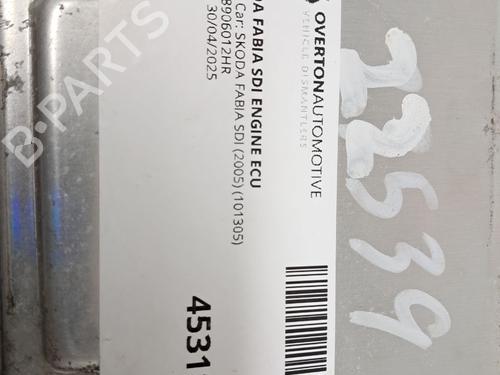 OVERTONAUTOMOTIVE
VEHICLE DISMANTLERS
DA FABIA SDI ENGINE ECU
Car: SKODA FABIA SDI (2005) (101305)
8906012HR
30/04/2025
4531
22539
B-PARTS